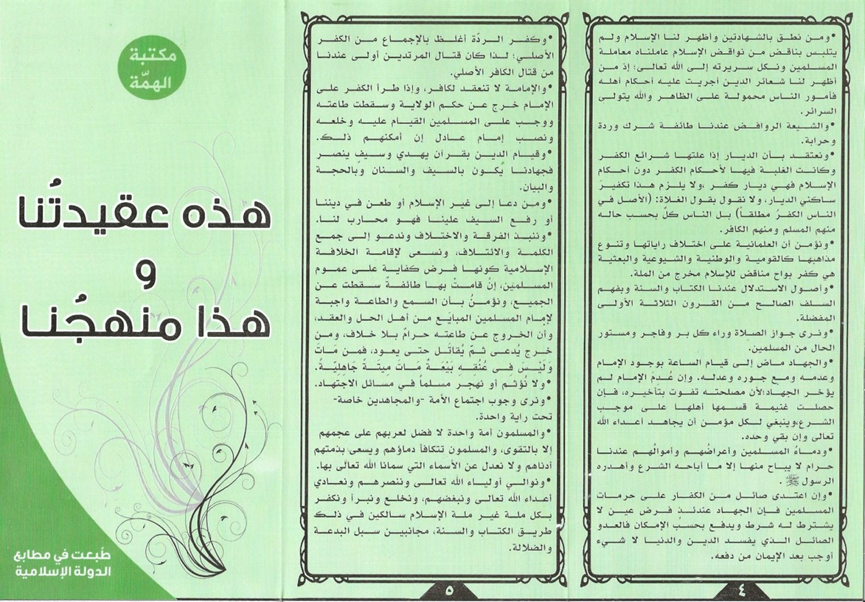 •ومن نطق بالشهادتين وأظهر لنا الإسلام ولم
يتلبس بناقض من نواقض الإسلام عاملناه معاملة
المسلمين ونكل سريرته إلى الله تعالى؛ إذ من
أظهر لنا شعائر الدين أجريت عليه أحكام أهله
فأمور الناس محمولة على الظاهر والله يتولى
السرائر.
•والشيعة الروافض عندنا طائفة شرك وردة
وحرابة.
•ونعتقد بأن الديار إذا علتها شرائع الكفر
وكانت الغلبة فيها لأحكام الكفر دون أحكام
الإسلام فهي ديار كفر ،ولا يلزم هذا تكفيرُ
ساكني الديار، ولا نقول بقول الغلاة: (الأصل في
الناس الكفرُ مطلقاً) بل الناس كلٌ بحسب حاله
منهم المسلم ومنهم الكافر.
•ونؤمن أن العلمانية على اختلاف راياتها وتنوع
مذاهبها كالقومية والوطنية والشيوعية والبعثية
هي كفر بواح مناقض للإسلام مخرج من الملة.
•وأصول الاستدلال عندنا الكتاب والسنة وبفهم
السلف الصالح من القرون الثلاثة الأولى
المفضلة.
•ونرى جواز الصلاة وراء كل بر وفاجر ومستور
الحال من المسلمين.
•والجهاد ماض إلى قيام الساعة بوجود الإمام
وعدمه ومع جوره وعدله. وإن عُدِمَ الإمام لم
يؤخر الجهاد؛لأن مصلحته تفوت بتأخيره، فإن
حصلت غنيمة قسمها أهلها على موجب
الشرع،وينبغي لكل مؤمن أن يجاهد أعداء الله
تعالى وإن بقي وحده.
•ودماءُ المسلمين وأعراضُهم وأموالُهم عندنا
حرام لا يباح منها إلا ما أباحه الشرع وأهدره
الرسول ﷺ .
•وإن اعتدى صائل من الكفار على حرمات
المسلمين فإن الجهاد عندئذ فرض عين لا
يشترط له شرط ويدفع بحسب الإمكان فالعدو
الصائل الذي يفسد الدين والدنيا لا شيء
أوجب بعد الإيمان من دفعه.
٤
•وكفر الردّة أغلظ بالإجماع من الكفر
الأصلي؛ لذا كان قتال المرتدين أولى عندنا
من قتال الكافر الأصلي.
•والإمامة لا تنعقد لكافر، وإذا طرأ الكفر على
الإمام خرج عن حكم الولاية وسقطت طاعته
ووجب على المسلمين القيام عليه وخلعه
ونصب إمام عادل إن أمكنهم ذلك.
•وقيام الدين بقرآن يهدي وسيف ينصر
فجهادنا يكون بالسيف والسنان وبالحجة
والبيان.
•ومن دعا إلى غير الإسلام أو طعن في ديننا
أو رفع السيف علينا فهو محارب لنا.
•وننبذ الفرقة والاختلاف وندعو إلى جمع
الكلمة والائتلاف، ونسعى لإقامة الخلافة
الإسلامية كونها فرض كفاية على عموم
المسلمين، إنْ قامتْ بها طائفةٌ سقطت عن
الجميع، ونؤمنُ بأن السمع والطاعة واجبة
لإمام المسلمين المبايَع من أهل الحل والعقد،
وأن الخروج عن طاعته حرامٌ بلا خلاف، ومن
خرج يُدعى ثمّ يُقاتَل حتى يعود، فمن مَاتَ
وَلَيْسَ فِي عُنُقِهِ بَيْعَةٌ مَاتَ مِيتَةً جَاهِلِيَّةً.
•ولا نُؤثِّم أو نهجر مسلماً في مسائل الاجتهاد.
•ونرى وجوب اجتماع الأمة -والمجاهدين خاصة-
تحت راية واحدة.
•والمسلمون أمة واحدة لا فضل لعربهم على عجمهم
إلا بالتقوى، والمسلمون تتكافأ دماؤهم ويسعى بذمتهم
أدناهم ولا نعدل عن الأسماء التي سمانا الله تعالى بها.
•ونوالي أولياء الله تعالى وننصرهم ونعادي
أعداء الله تعالى ونبغضهم، ونخلع ونبرأ ونكفر
بكل ملة غير ملة الإسلام سالكين في ذلك
طريق الكتاب والسنة، مجانبين سبل البدعة
والضلالة.
٥
مكتبة
الهمّة
هذه عقيدتُنا
و
هذا منهجُنا
طُبعت في مطابع
الدولة الإسلامية